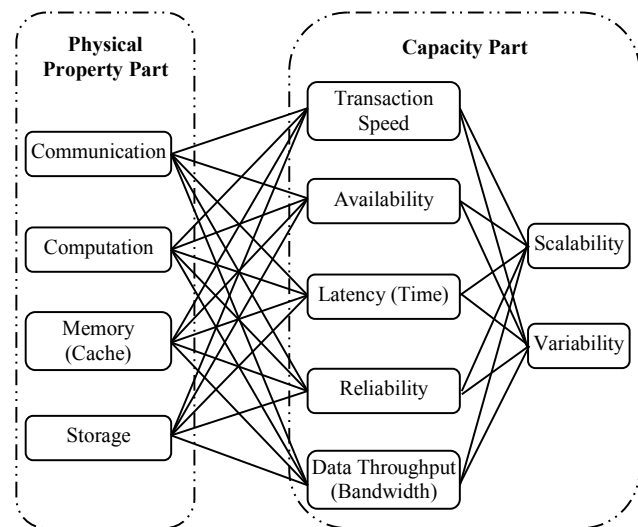 Physical
Property Part
Communication
Computation
Memory
(Cache)
Storage
Capacity Part
Transaction
Speed
Availability
Latency (Time)
Reliability
Data Throughput
(Bandwidth)
Scalability
Variability